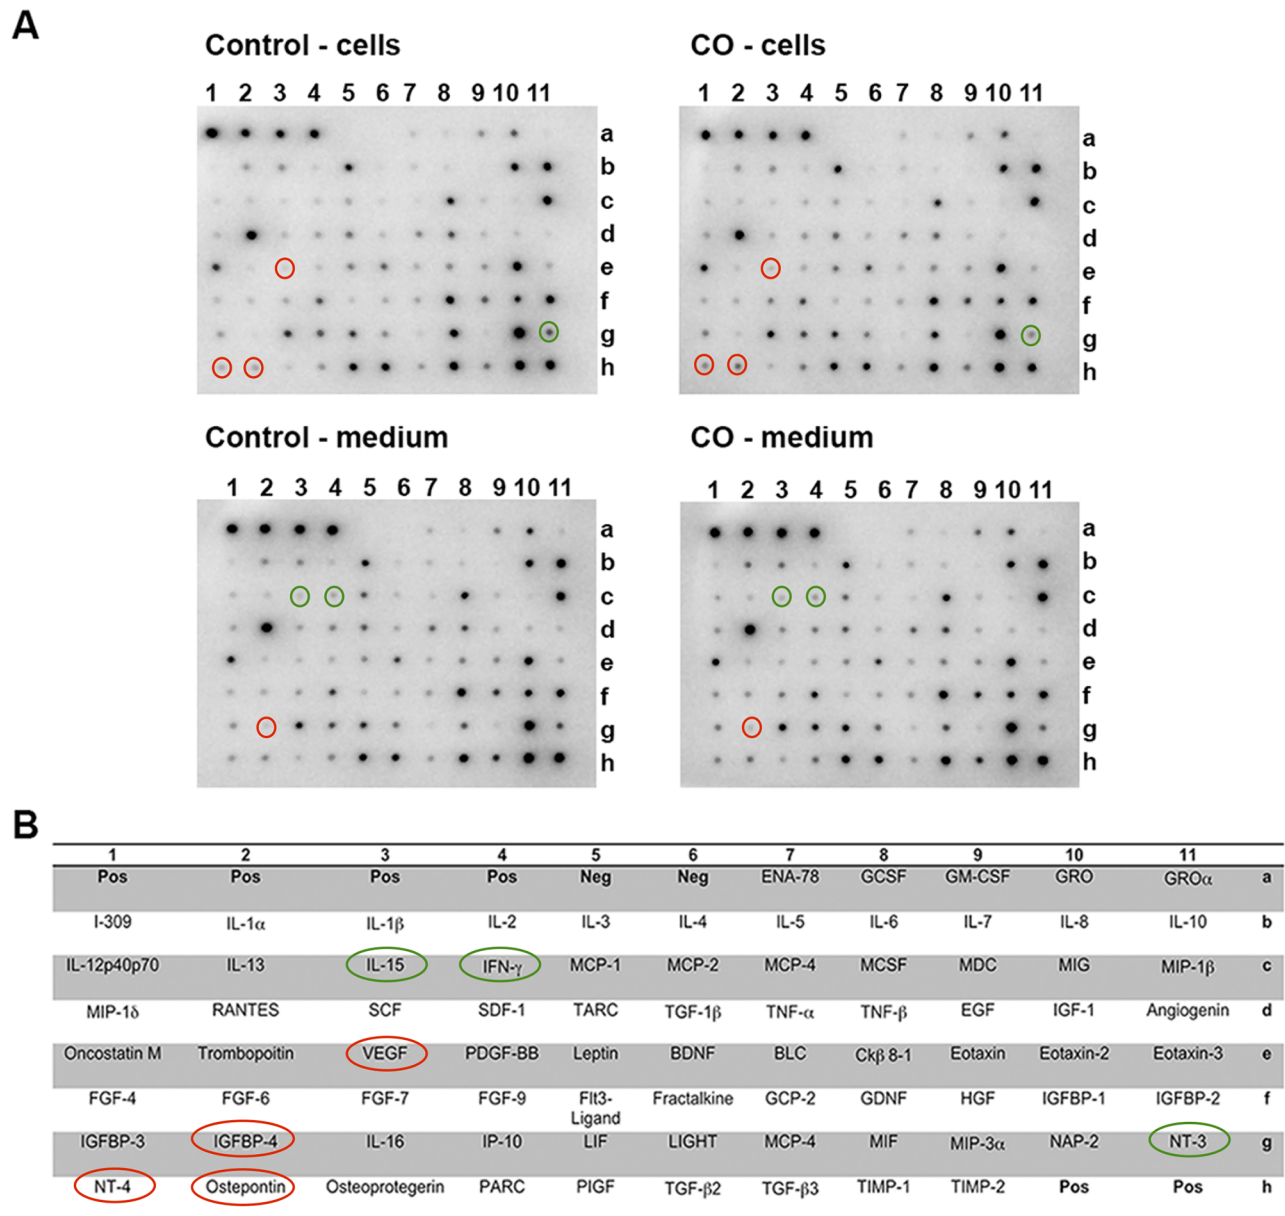 A
Control - cells
CO - cells
1 2 3 4 5 6 7 8 9 10 11
1 2 3 4 5 6 7 8 9 10 11
a
b
c
d
e
f
g
h
a
b
c
d
e
f
g
h
Control - medium
CO - medium
1 2 3 4 5 6 7 8 9 10 11
1 2 3 4 5 6 7 8 9 10 11
a
b
c
d
e
f
g
h
a
b
c
d
e
f
g
h
B
1 2 3 4 5 6 7 8 9 10 11
Pos Pos Pos Pos Neg Neg ENA-78 GCSF GM-CSF GRO GROα a
I-309 IL-1α IL-1β IL-2 IL-3 IL-4 IL-5 IL-6 IL-7 IL-8 IL-10 b
IL-12p40p70 IL-13 IL-15 IFN-γ MCP-1 MCP-2 MCP-4 MCSF MDC MIG MIP-1β c
MIP-1δ RANTES SCF SDF-1 TARC TGF-1β TNF-α TNF-β EGF IGF-1 Angiogenin d
Oncostatin M Trombopoitin VEGF PDGF-BB Leptin BDNF BLC Ckβ 8-1 Eotaxin Eotaxin-2 Eotaxin-3 e
FGF-4 FGF-6 FGF-7 FGF-9 Flt3- Fractalkine GCP-2 GDNF HGF IGFBP-1 IGFBP-2 f
Ligand
IGFBP-3 IGFBP-4 IL-16 IP-10 LIF LIGHT MCP-4 MIF MIP-3α NAP-2 NT-3 g
NT-4 Ostepontin Osteoprotegerin PARC PIGF TGF-β2 TGF-β3 TIMP-1 TIMP-2 Pos Pos h